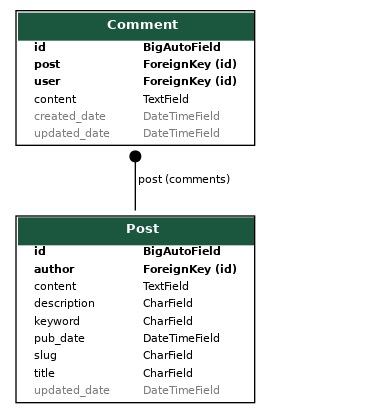 Comment
id BigAutoField
post ForeignKey (id)
user ForeignKey (id)
content TextField
created_date DateTimeField
updated_date DateTimeField
post (comments)
Post
id BigAutoField
author ForeignKey (id)
content TextField
description CharField
keyword CharField
pub_date DateTimeField
slug CharField
title CharField
updated_date DateTimeField